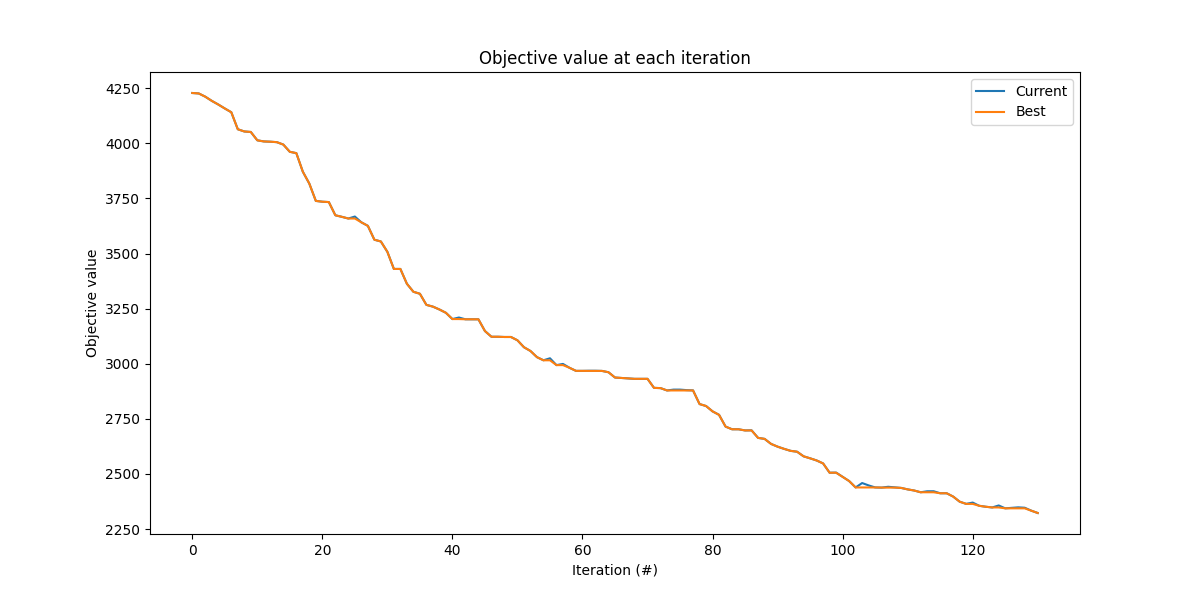 Objective value at each iteration
Current
Best
4250
4000
3750
3500
3250
3000
2750
2500
2250
Objective value
0 20 40 60 80 100 120
Iteration (#)